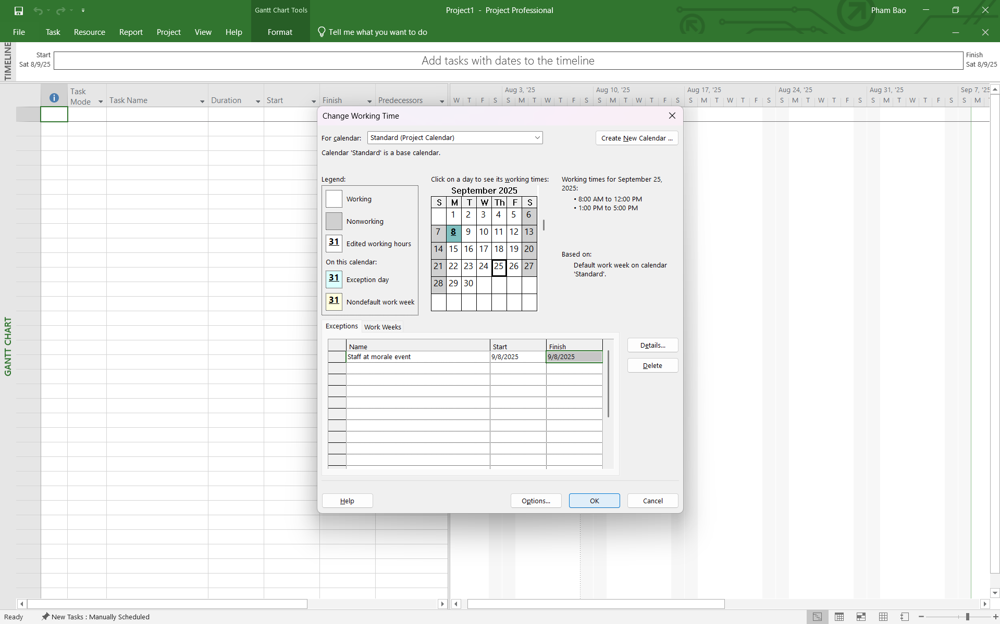 Gantt Chart Tools
Project1 - Project Professional
Pham Bao
File Task Resource Report Project View Help Format Tell me what you want to do
TIMELINE
Start
Sat 8/9/25
Add tasks with dates to the timeline
Finish
Sat 8/9/25
Task Mode Task Name Duration Start Finish Predecessors
Aug 3, '25 Aug 10, '25 Aug 17, '25 Aug 24, '25 Aug 31, '25 Sep 7, '25
W T F S S M T W T F S S M T W T F S S M T W T F S S M T W T F S S M T W T F S S M
GANTT CHART
Change Working Time
For calendar: Standard (Project Calendar)
Create New Calendar ...
Calendar 'Standard' is a base calendar.
Legend:
Working
Nonworking
31 Edited working hours
On this calendar:
31 Exception day
31 Nondefault work week
Click on a day to see its working times:
September 2025
S M T W Th F S
1 2 3 4 5 6
7 8 9 10 11 12 13
14 15 16 17 18 19 20
21 22 23 24 25 26 27
28 29 30
Working times for September 25,
2025:
• 8:00 AM to 12:00 PM
• 1:00 PM to 5:00 PM
Based on:
Default work week on calendar
'Standard'.
Exceptions Work Weeks
Name Start Finish
Staff at morale event 9/8/2025 9/8/2025
Details...
Delete
Help Options... OK Cancel
Ready New Tasks : Manually Scheduled